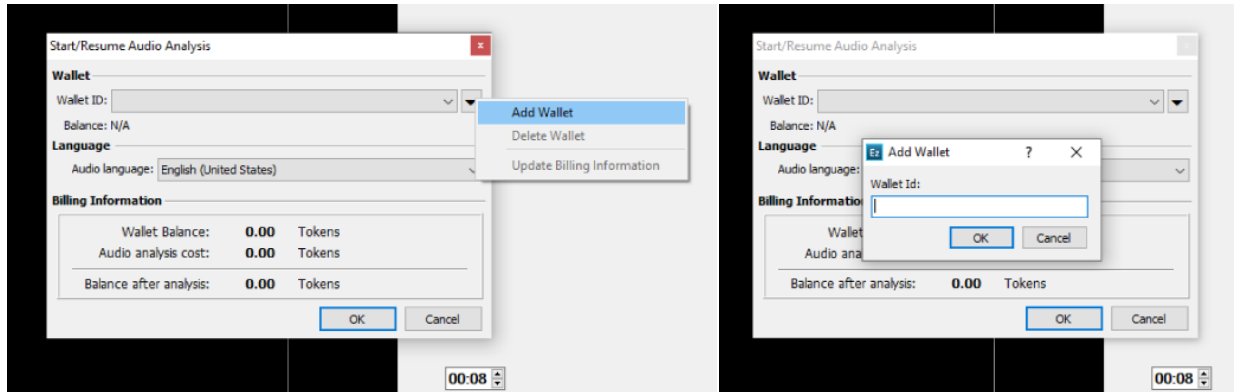 Start/Resume Audio Analysis
x
Wallet
Wallet ID:
Balance: N/A
Language
Audio language: English (United States)
Add Wallet
Delete Wallet
Update Billing Information
Billing Information
Wallet Balance: 0.00 Tokens
Audio analysis cost: 0.00 Tokens
Balance after analysis: 0.00 Tokens
OK Cancel
00:08
Start/Resume Audio Analysis
Wallet
Wallet ID:
Balance: N/A
Language
Audio language:
Billing Information
Wallet
Audio ana
Balance after analysis: 0.00 Tokens
OK Cancel
Ez Add Wallet ?
Wallet Id:
OK Cancel
00:08